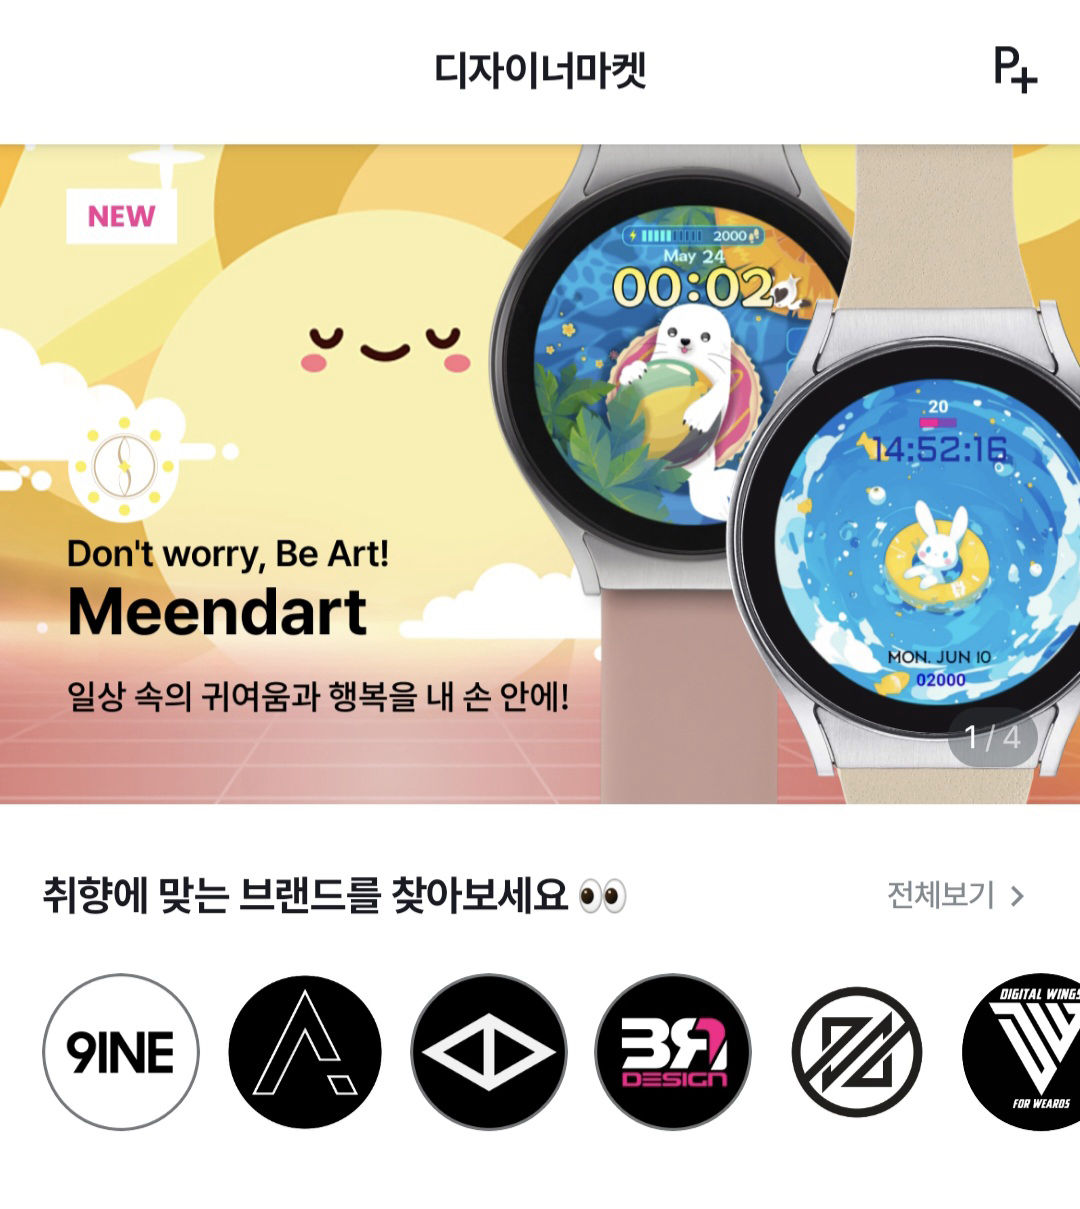 디자이너마켓
P+
NEW
2000
May 24
00:02
20
14:52:16
Don't worry, Be Art!
Meendart
일상 속의 귀여움과 행복을 내 손 안에!
MON. JUN 10
02000
1 / 4
취향에 맞는 브랜드를 찾아보세요 👀
전체보기 >
9INE
A
BR1
DESIGN
DIGITAL WINGS
DW
FOR WEAROS